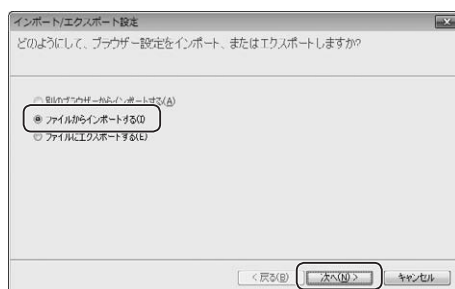 インポート/エクスポート設定
どのようにして、ブラウザー設定をインポート、またはエクスポートしますか?
別のブラウザーからインポートする(A)
ファイルからインポートする(I)
ファイルにエクスポートする(E)
< 戻る(B)
次へ(N) >
キャンセル